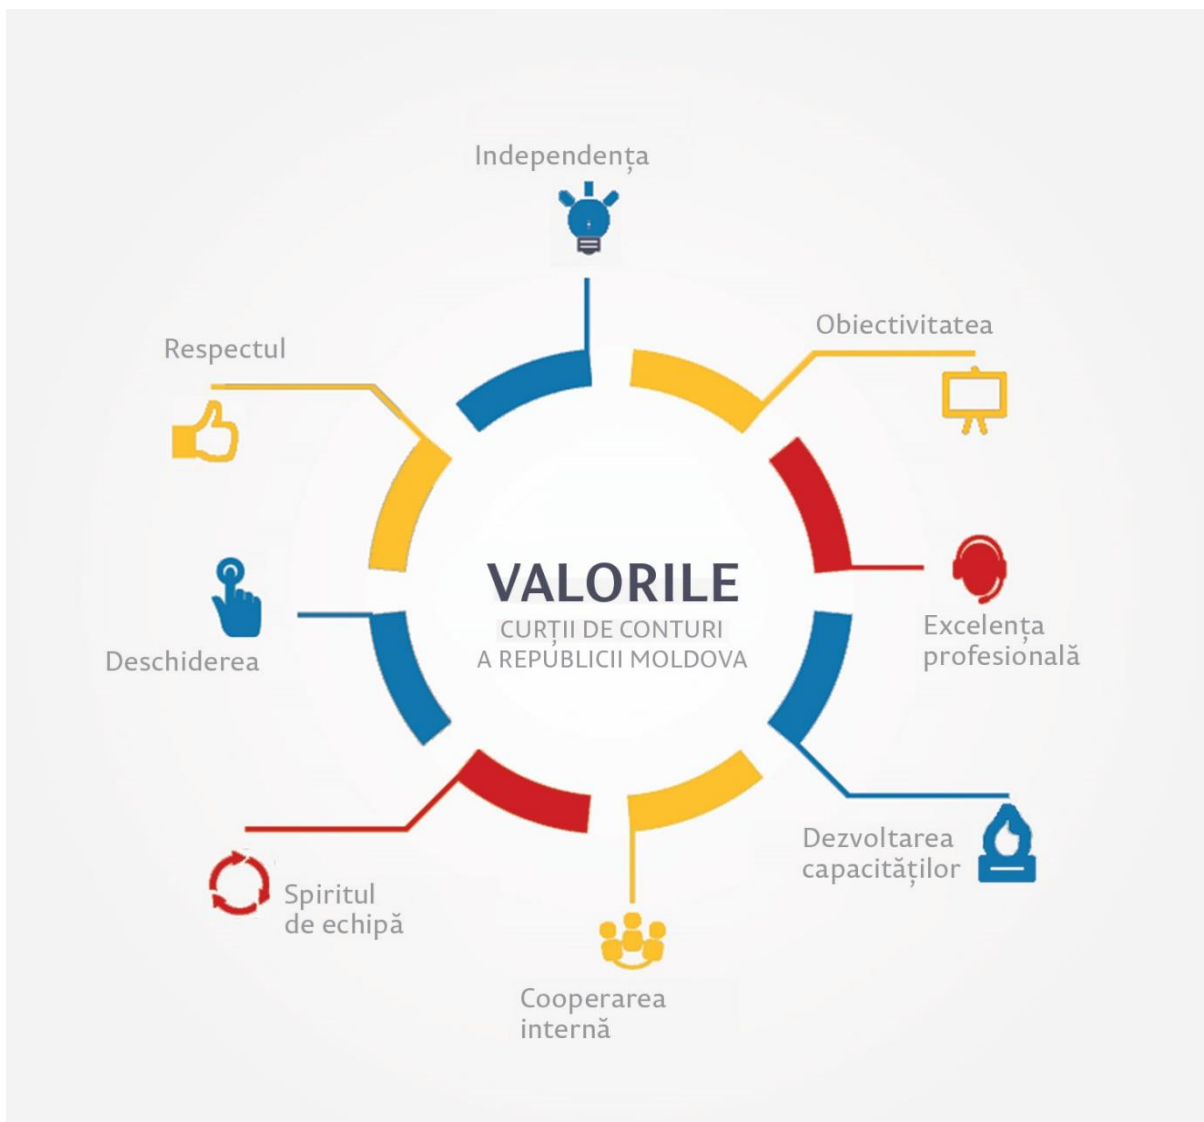 Independența
Obiectivitatea
Respectul
VALORILE
CURȚII DE CONTURI
A REPUBLICII MOLDOVA
Excelența
profesională
Deschiderea
Dezvoltarea
capacităților
Spiritul
de echipă
Cooperarea
internă